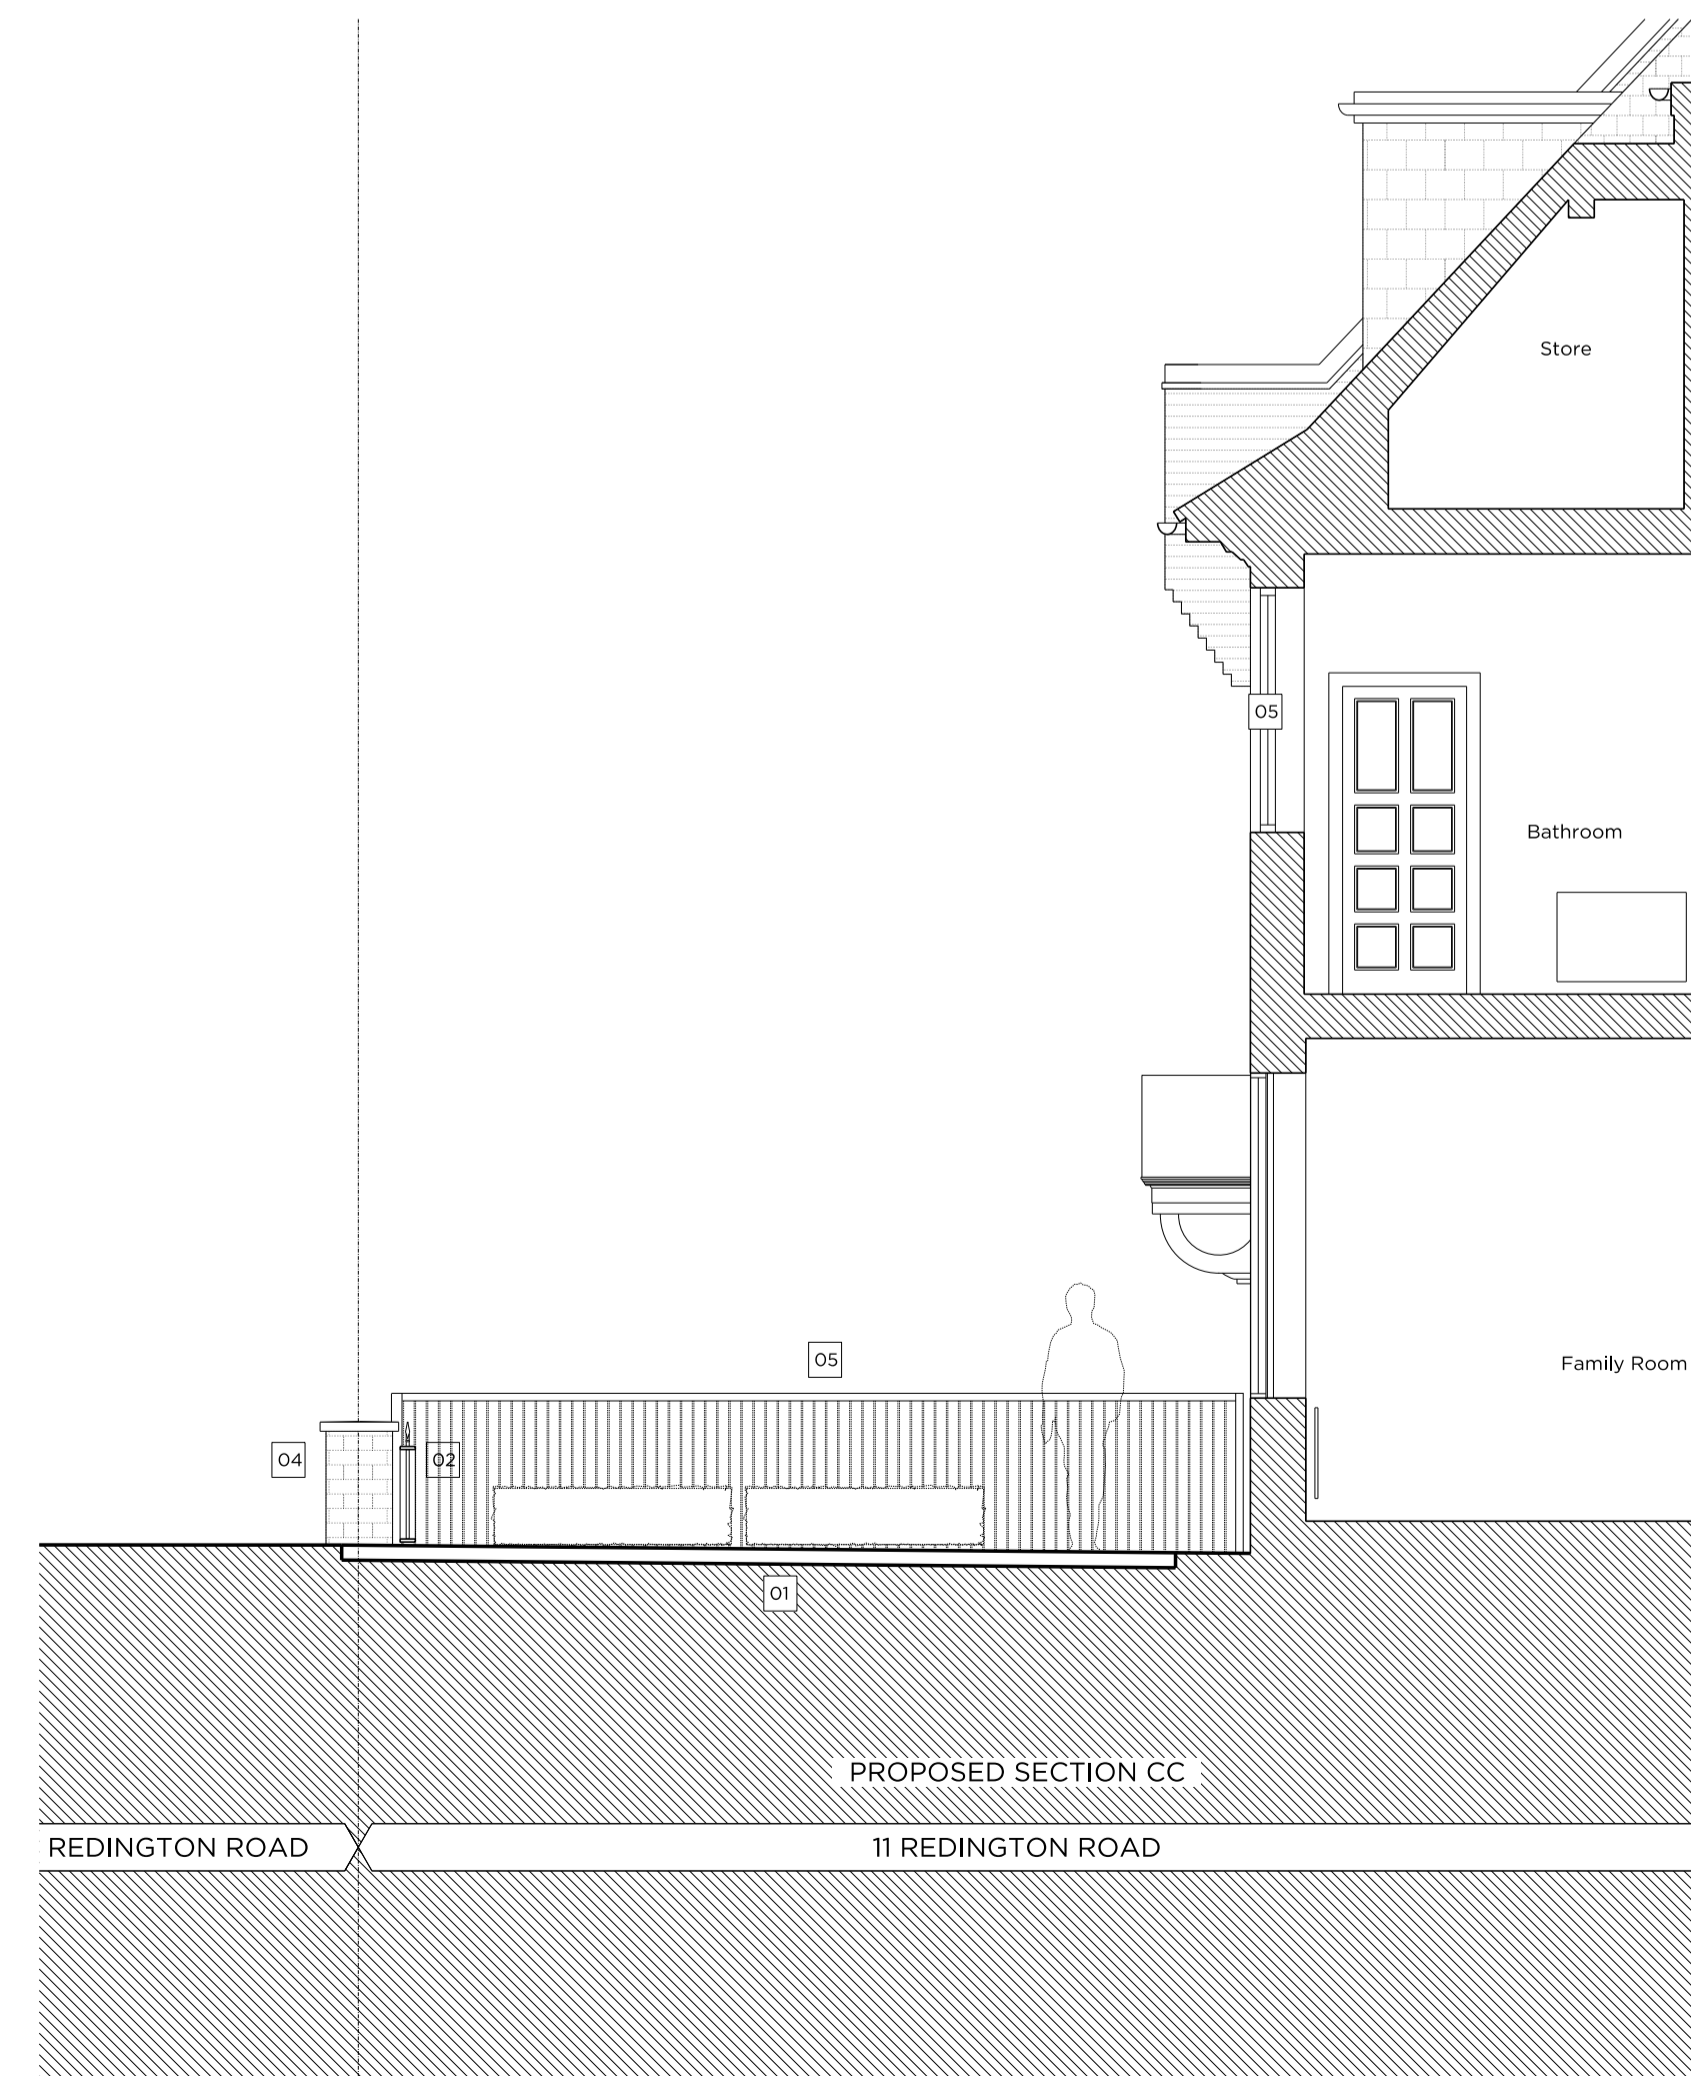 Store
05
Bathroom
05
Family Room
04
02
01
PROPOSED SECTION CC
REDINGTON ROAD
11 REDINGTON ROAD